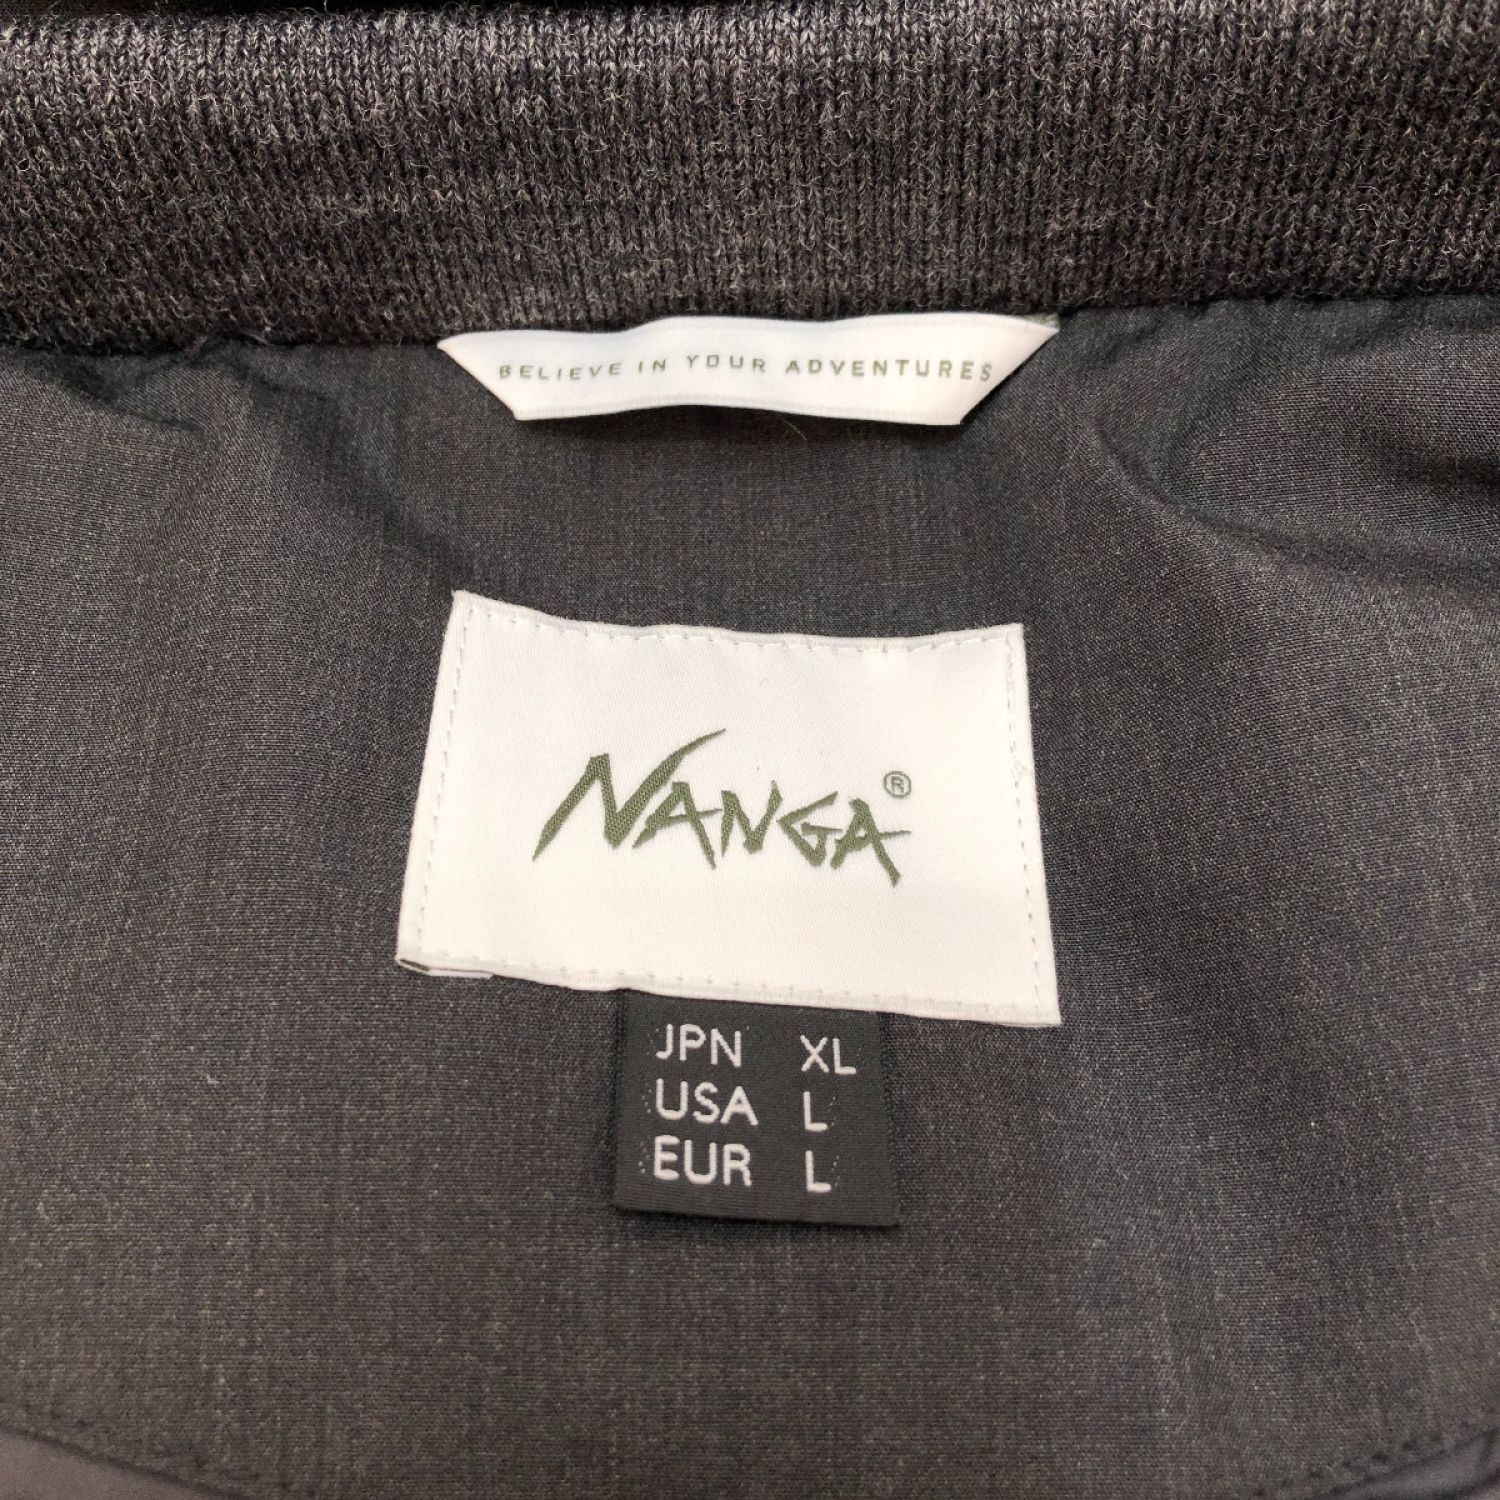 BELIEVE IN YOUR ADVENTURES
NANGA®
JPN XL
USA L
EUR L